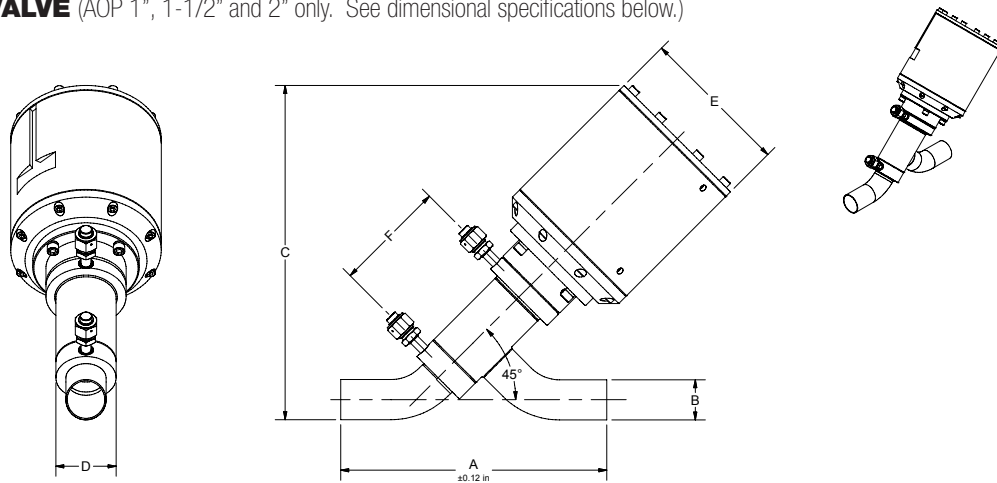 VALVE (AOP 1", 1-1/2" and 2" only. See dimensional specifications below.)
E
F
C
45°
B
D
A
±0.12 in